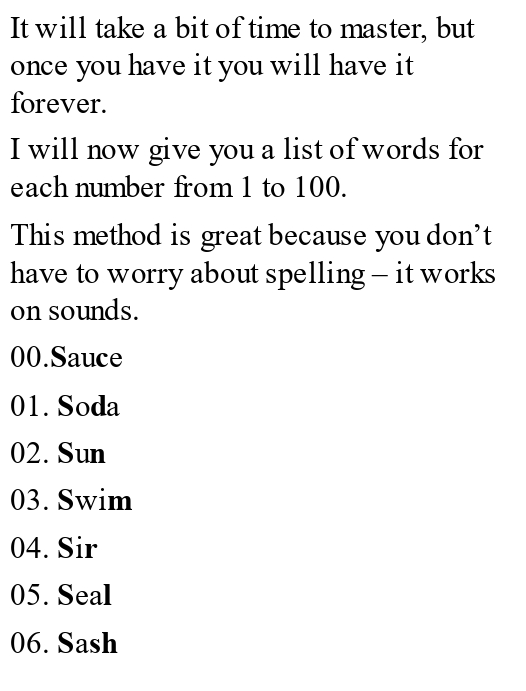 It will take a bit of time to master, but
once you have it you will have it
forever.
I will now give you a list of words for
each number from 1 to 100.
This method is great because you don’t
have to worry about spelling – it works
on sounds.
00.Sauce
01. Soda
02. Sun
03. Swim
04. Sir
05. Seal
06. Sash